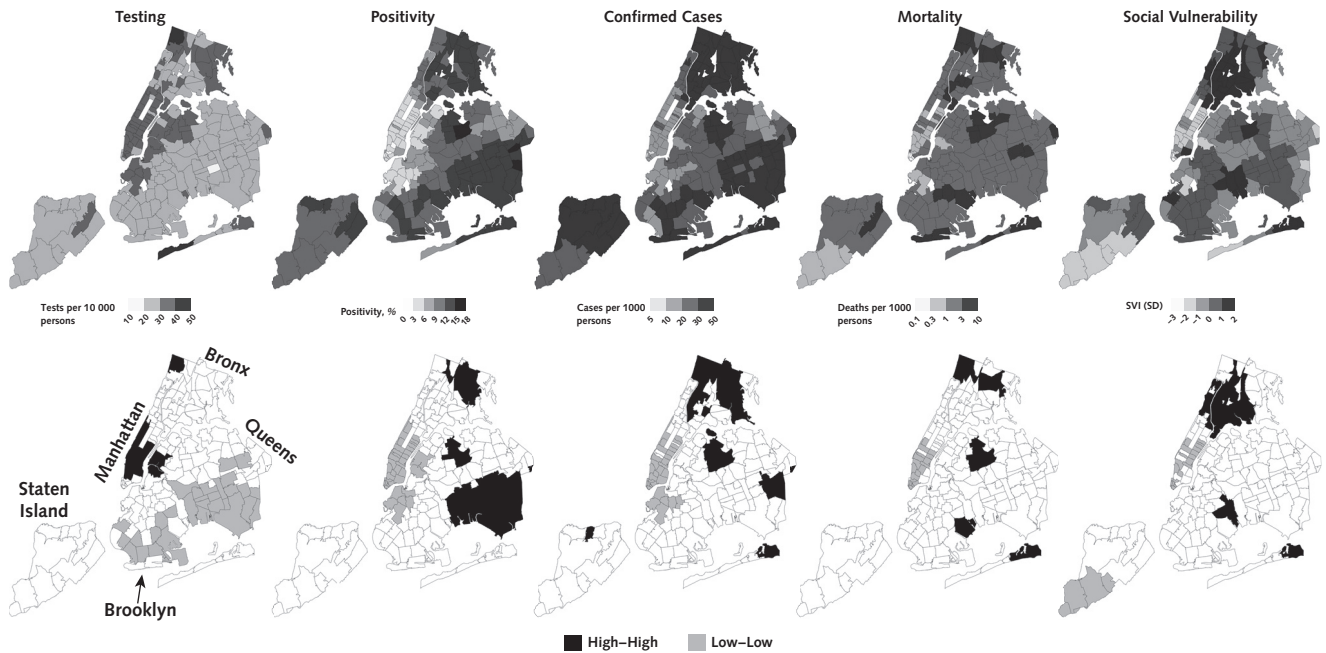 Testing
Positivity
Confirmed Cases
Mortality
Social Vulnerability
Tests per 10 000
persons
10 20 30 40 50
Positivity, %
0 3 6 9 12 15 18
Cases per 1000
persons
5 10 20 30 50
Deaths per 1000
persons
0.1 0.3 1 3 10
SVI (SD)
−3 −2 −1 0 1 2
Bronx
Manhattan
Queens
Staten
Island
Brooklyn
High–High
Low–Low